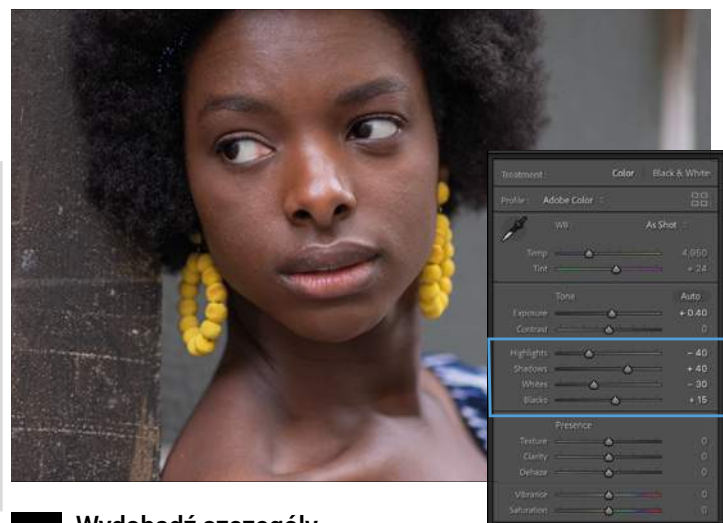 Treatment : Color Black & White
Profile : Adobe Color
WB : As Shot
Temp 4,950
Tint + 24
Tone Auto
Exposure + 0.40
Contrast 0
Highlights – 40
Shadows + 40
Whites – 30
Blacks + 15
Presence
Texture 0
Clarity 0
Dehaze 0
Vibrance 0
Saturation 0